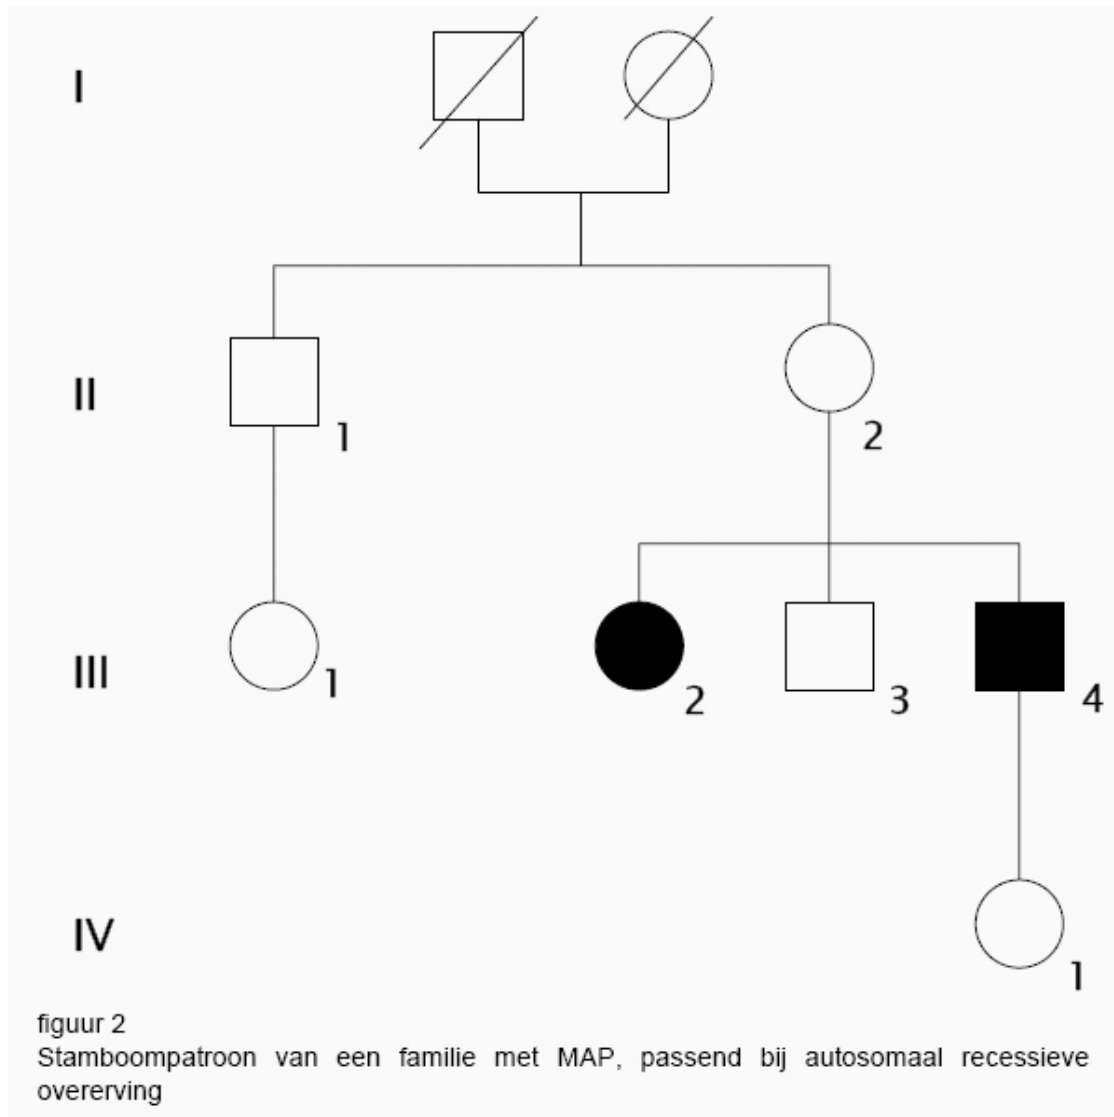 I
II
1
2
III
1
2
3
4
IV
1
figuur 2
Stamboompatroon van een familie met MAP, passend bij autosomaal recessieve
overerving